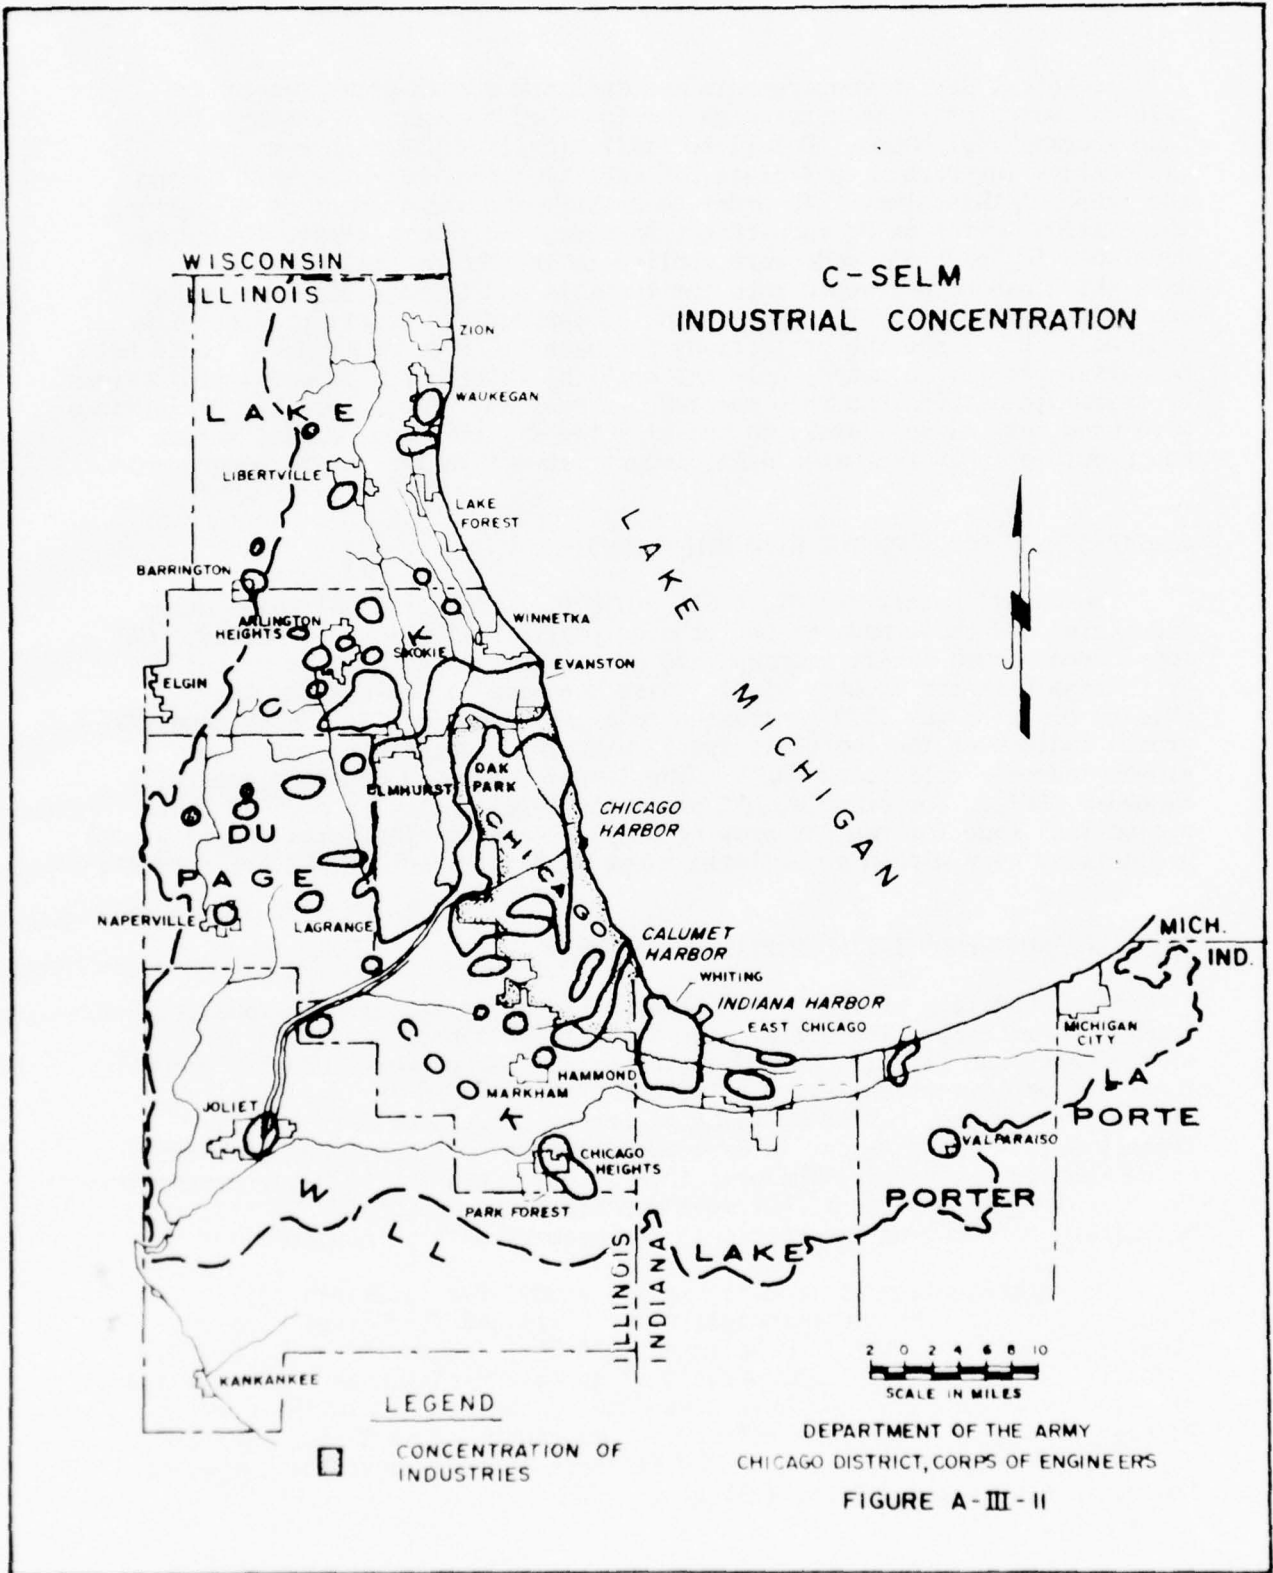 WISCONSIN
ILLINOIS
C-SELM
INDUSTRIAL CONCENTRATION
ZION
WAUKEGAN
LAKE
LIBERTVILLE
LAKE
FOREST
LAKE MICHIGAN
BARRINGTON
ARLINGTON
HEIGHTS
WINNETKA
SKOKIE
EVANSTON
ELGIN
COOK
OAK
PARK
ELMHURST
CHICAGO
HARBOR
CHICAGO
DU
PAGE
NAPERVILLE
LAGRANGE
CALUMET
HARBOR
WHITING
INDIANA HARBOR
EAST CHICAGO
MICH.
IND.
MICHIGAN
CITY
HAMMOND
MARKHAM
COOK
LA
PORTE
JOLIET
VALPARAISO
CHICAGO
HEIGHTS
PARK FOREST
PORTER
WILL
LAKE
ILLINOIS
INDIANA
KANKANKEE
2 0 2 4 6 8 10
SCALE IN MILES
LEGEND
CONCENTRATION OF
INDUSTRIES
DEPARTMENT OF THE ARMY
CHICAGO DISTRICT, CORPS OF ENGINEERS
FIGURE A-III-11